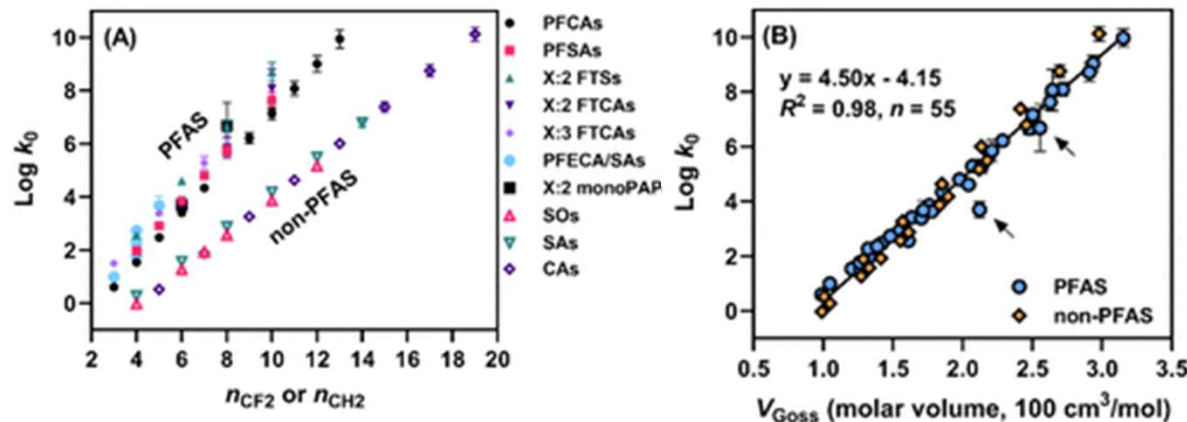 (A)
10
8
6
4
2
0
Log k₀
PFAS
non-PFAS
2 4 6 8 10 12 14 16 18 20
nCF2 or nCH2
PFCAs
PFSAs
X:2 FTSs
X:2 FTCAs
X:3 FTCAs
PFECA/SAs
X:2 monoPAP
SOs
SAs
CAs
(B)
10
8
6
4
2
0
Log k₀
y = 4.50x - 4.15
R² = 0.98, n = 55
PFAS
non-PFAS
0.5 1.0 1.5 2.0 2.5 3.0 3.5
VGoss (molar volume, 100 cm³/mol)